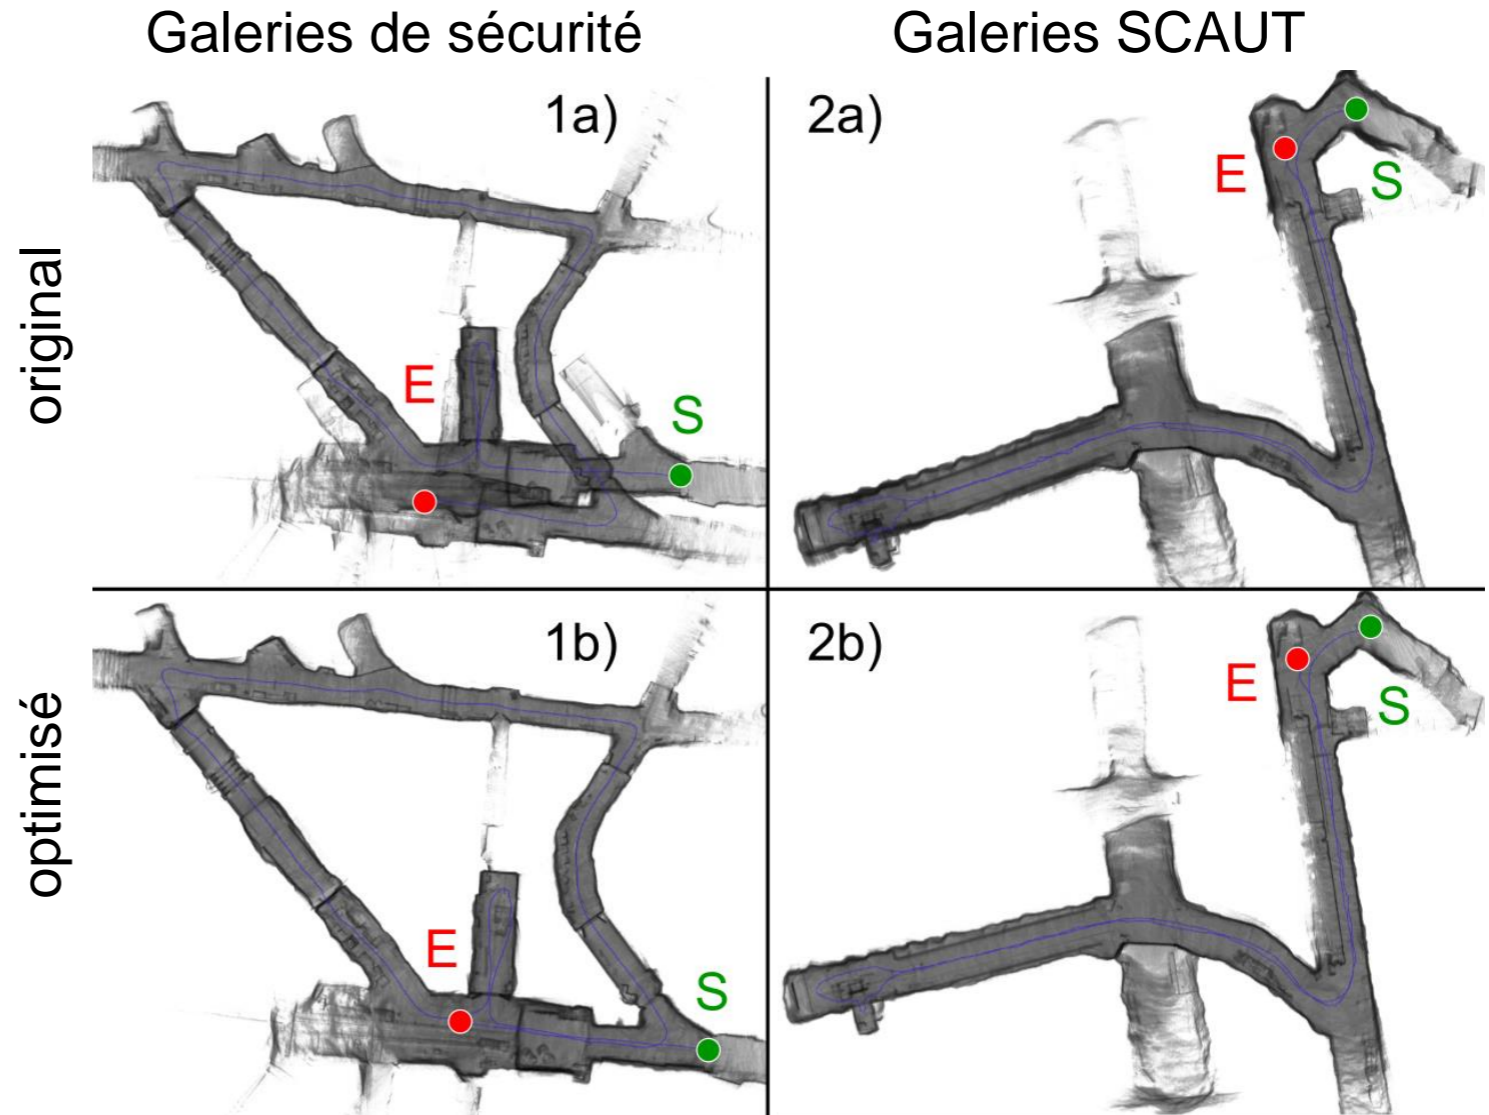 Galeries de sécurité
Galeries SCAUT
original
1a)
E
S
2a)
E
S
optimisé
1b)
E
S
2b)
E
S